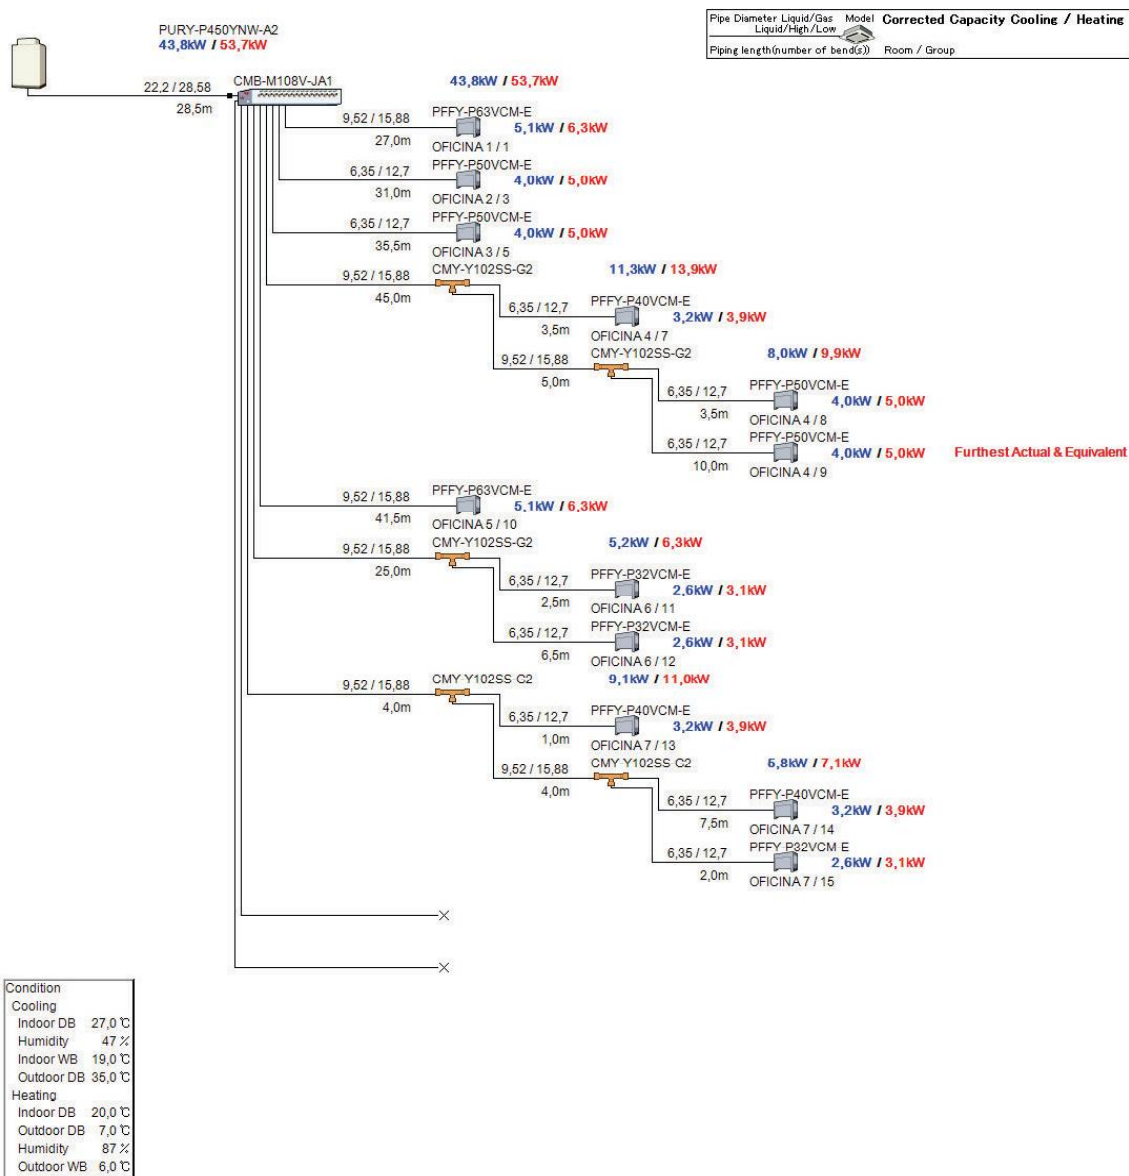 Pipe Diameter Liquid/Gas Model Corrected Capacity Cooling / Heating
Liquid/High/Low
Piping length(number of bend(s)) Room / Group
PURY-P450YNW-A2
43,8kW / 53,7kW
22,2 / 28,58
28,5m
CMB-M108V-JA1
43,8kW / 53,7kW
9,52 / 15,88
27,0m
PFFY-P63VCM-E
5,1kW / 6,3kW
OFICINA 1 / 1
6,35 / 12,7
31,0m
PFFY-P50VCM-E
4,0kW / 5,0kW
OFICINA 2 / 3
6,35 / 12,7
35,5m
PFFY-P50VCM-E
4,0kW / 5,0kW
OFICINA 3 / 5
9,52 / 15,88
45,0m
CMY-Y102SS-G2
11,3kW / 13,9kW
6,35 / 12,7
3,5m
PFFY-P40VCM-E
3,2kW / 3,9kW
OFICINA 4 / 7
9,52 / 15,88
5,0m
CMY-Y102SS-G2
8,0kW / 9,9kW
6,35 / 12,7
3,5m
PFFY-P50VCM-E
4,0kW / 5,0kW
OFICINA 4 / 8
6,35 / 12,7
10,0m
PFFY-P50VCM-E
4,0kW / 5,0kW
OFICINA 4 / 9
Furthest Actual & Equivalent
9,52 / 15,88
41,5m
PFFY-P63VCM-E
5,1kW / 6,3kW
OFICINA 5 / 10
9,52 / 15,88
25,0m
CMY-Y102SS-G2
5,2kW / 6,3kW
6,35 / 12,7
2,5m
PFFY-P32VCM-E
2,6kW / 3,1kW
OFICINA 6 / 11
6,35 / 12,7
6,5m
PFFY-P32VCM-E
2,6kW / 3,1kW
OFICINA 6 / 12
9,52 / 15,88
4,0m
CMY-Y102SS-G2
9,1kW / 11,0kW
6,35 / 12,7
1,0m
PFFY-P40VCM-E
3,2kW / 3,9kW
OFICINA 7 / 13
9,52 / 15,88
4,0m
CMY-Y102SS-G2
5,8kW / 7,1kW
6,35 / 12,7
7,5m
PFFY-P40VCM-E
3,2kW / 3,9kW
OFICINA 7 / 14
6,35 / 12,7
2,0m
PFFY-P32VCM-E
2,6kW / 3,1kW
OFICINA 7 / 15
Condition
Cooling
Indoor DB 27,0 ℃
Humidity 47 %
Indoor WB 19,0 ℃
Outdoor DB 35,0 ℃
Heating
Indoor DB 20,0 ℃
Outdoor DB 7,0 ℃
Humidity 87 %
Outdoor WB 6,0 ℃